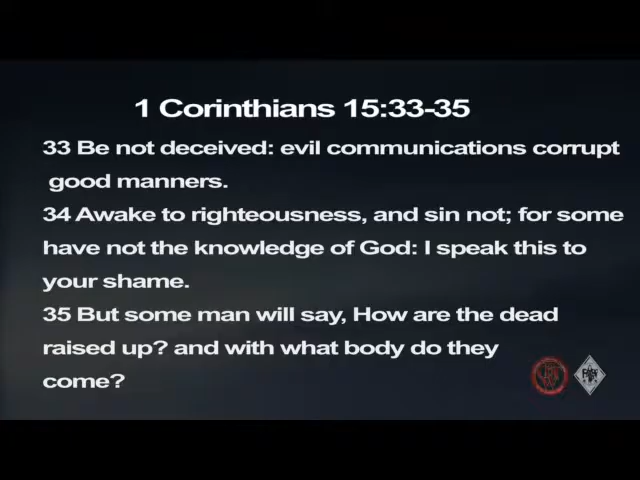 1 Corinthians 15:33-35
33 Be not deceived: evil communications corrupt
good manners.
34 Awake to righteousness, and sin not; for some
have not the knowledge of God: I speak this to
your shame.
35 But some man will say, How are the dead
raised up? and with what body do they
come?